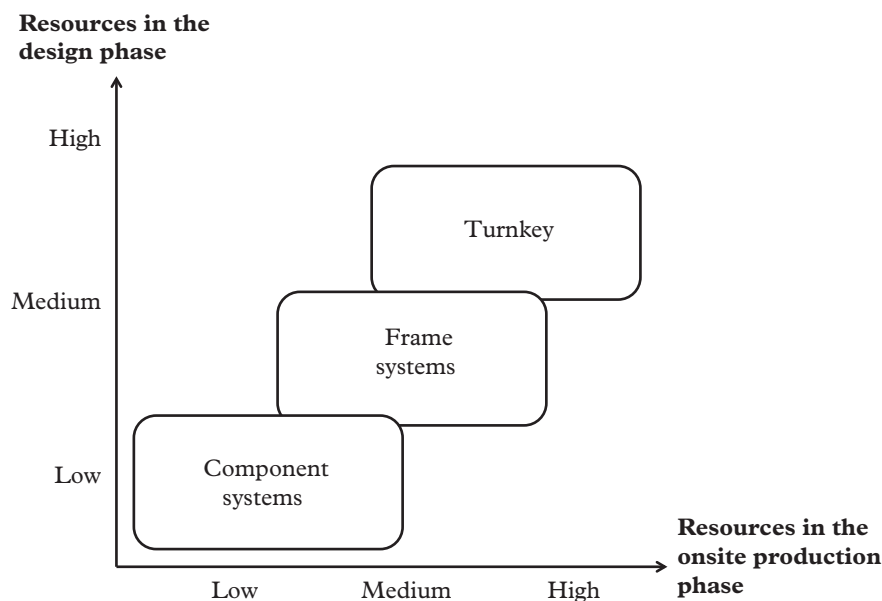 Resources in the
design phase
High
Turnkey
Medium
Frame
systems
Low
Component
systems
Resources in the
onsite production
phase
Low
Medium
High